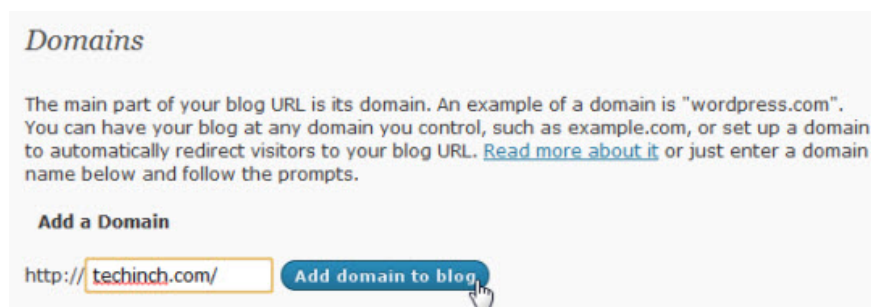 Domains
The main part of your blog URL is its domain. An example of a domain is "wordpress.com".
You can have your blog at any domain you control, such as example.com, or set up a domain
to automatically redirect visitors to your blog URL. Read more about it or just enter a domain
name below and follow the prompts.
Add a Domain
http:// techinch.com/ Add domain to blog